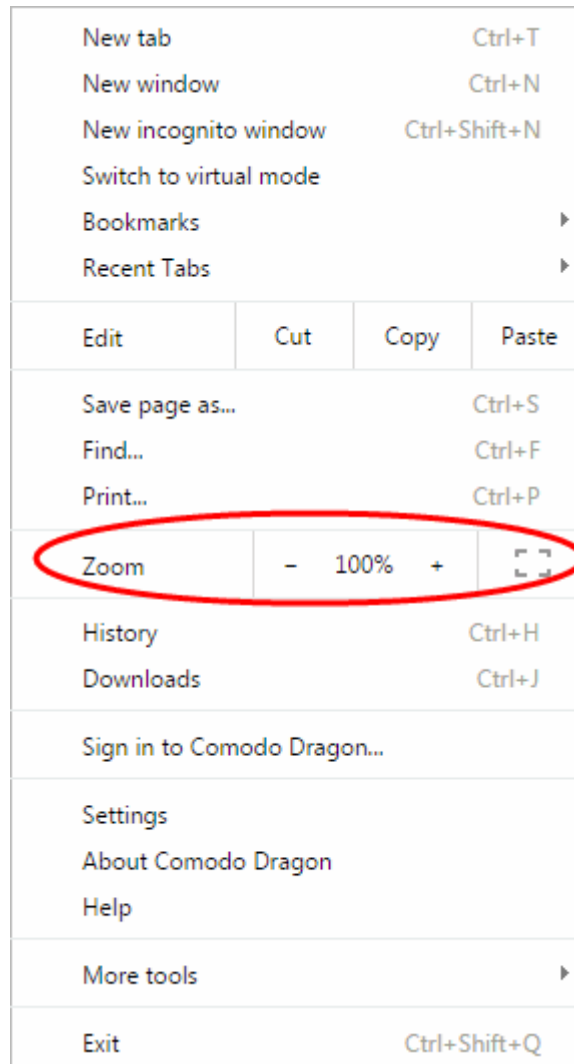 New tab Ctrl+T
New window Ctrl+N
New incognito window Ctrl+Shift+N
Switch to virtual mode
Bookmarks
Recent Tabs
Edit Cut Copy Paste
Save page as... Ctrl+S
Find... Ctrl+F
Print... Ctrl+P
Zoom - 100% +
History Ctrl+H
Downloads Ctrl+J
Sign in to Comodo Dragon...
Settings
About Comodo Dragon
Help
More tools
Exit Ctrl+Shift+Q